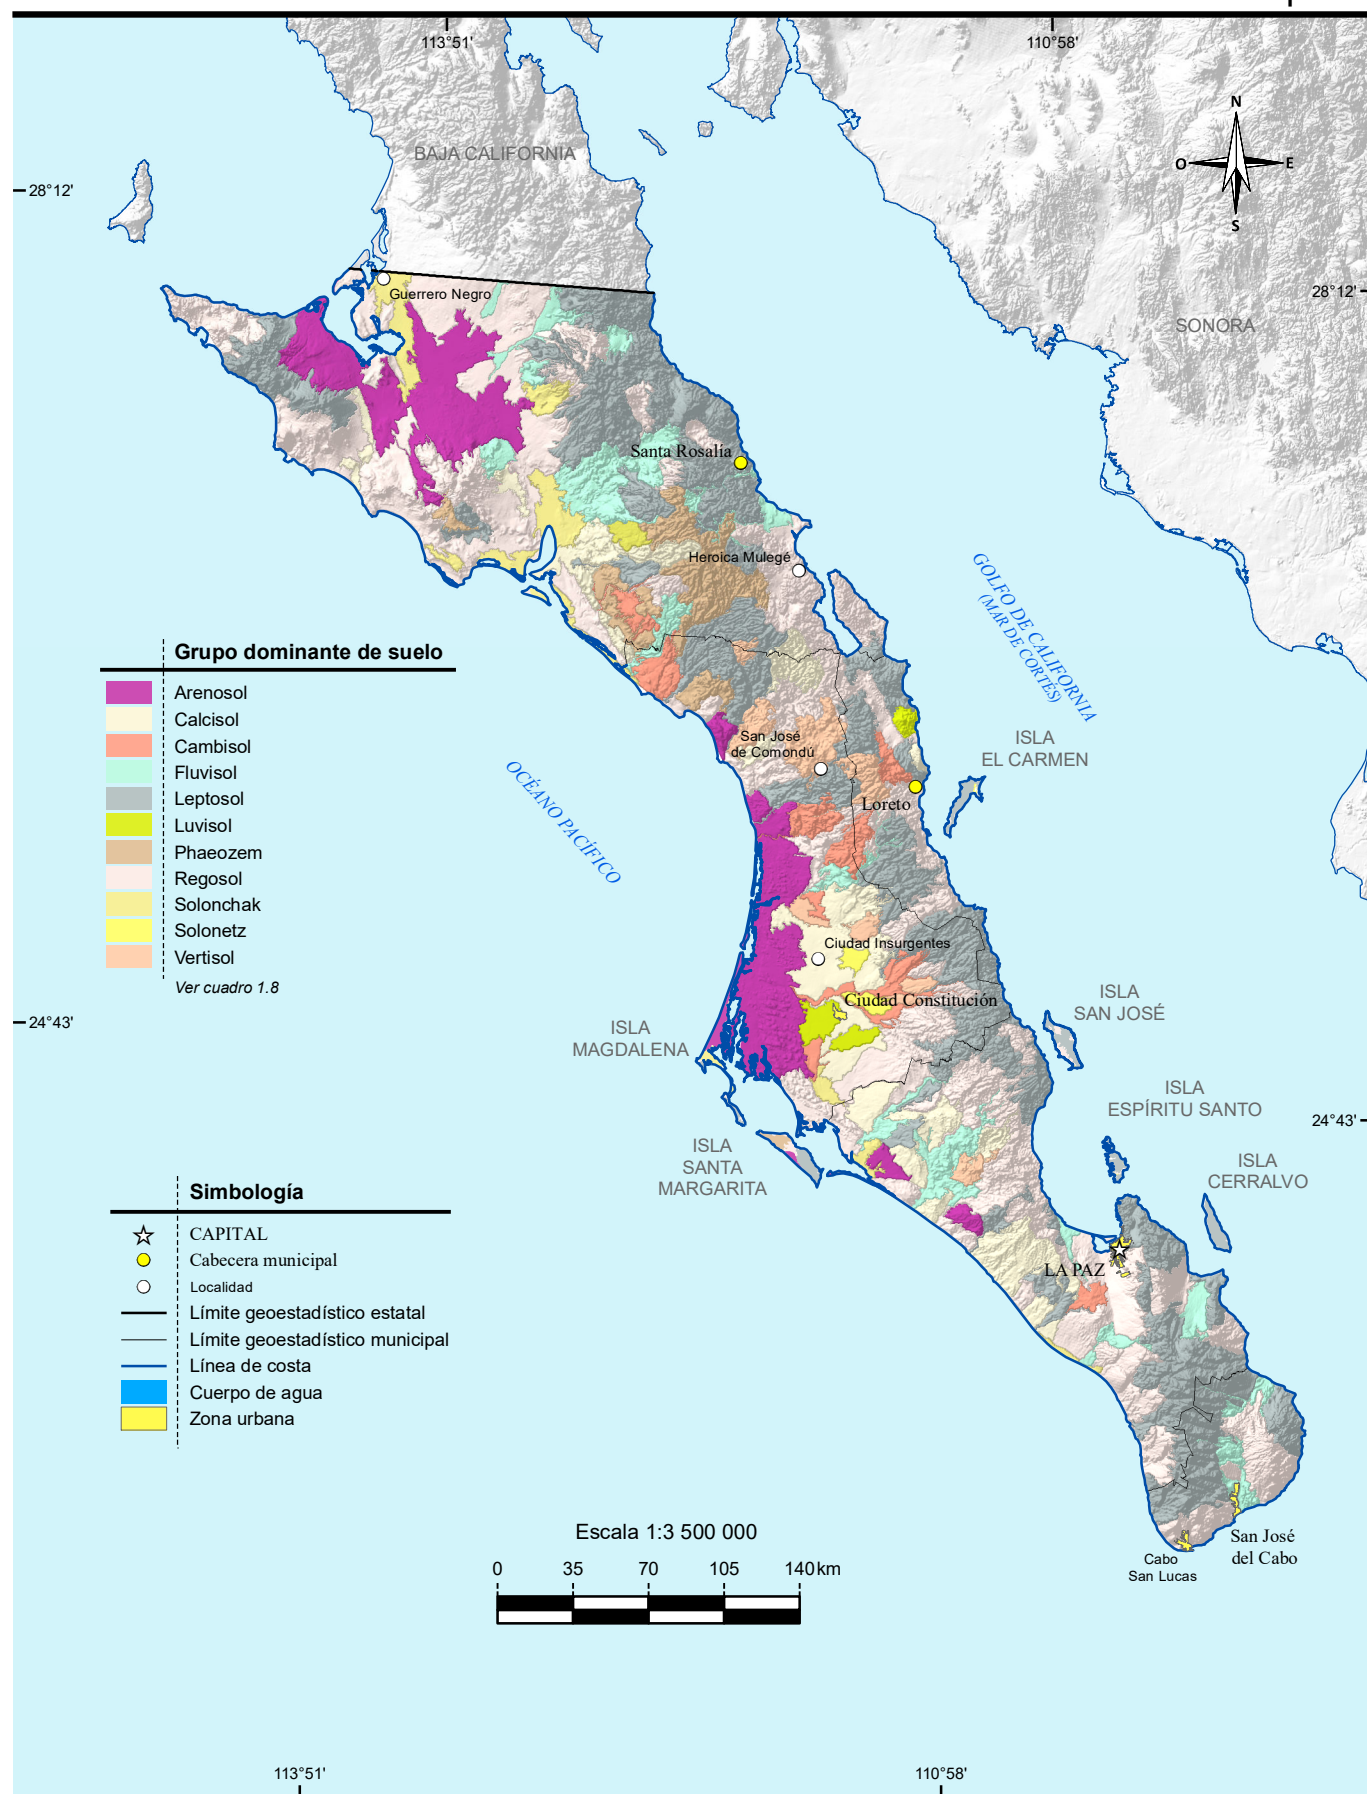 113°51'
110°58'
BAJA CALIFORNIA
N
O
E
S
28°12'
28°12'
SONORA
Guerrero Negro
Santa Rosalía
Heroica Mulegé
GOLFO DE CALIFORNIA
(MAR DE CORTÉS)
Grupo dominante de suelo
Arenosol
Calcisol
Cambisol
Fluvisol
Leptosol
Luvisol
Phaeozem
Regosol
Solonchak
Solonetz
Vertisol
Ver cuadro 1.8
San José
de Comondú
ISLA
EL CARMEN
OCÉANO PACÍFICO
Loreto
Ciudad Insurgentes
Ciudad Constitución
ISLA
SAN JOSÉ
24°43'
ISLA
MAGDALENA
ISLA
ESPÍRITU SANTO
24°43'
ISLA
SANTA
MARGARITA
ISLA
CERRALVO
LA PAZ
Simbología
CAPITAL
Cabecera municipal
Localidad
Límite geoestadístico estatal
Límite geoestadístico municipal
Línea de costa
Cuerpo de agua
Zona urbana
San José
del Cabo
Cabo
San Lucas
Escala 1:3 500 000
0 35 70 105 140 km
113°51'
110°58'